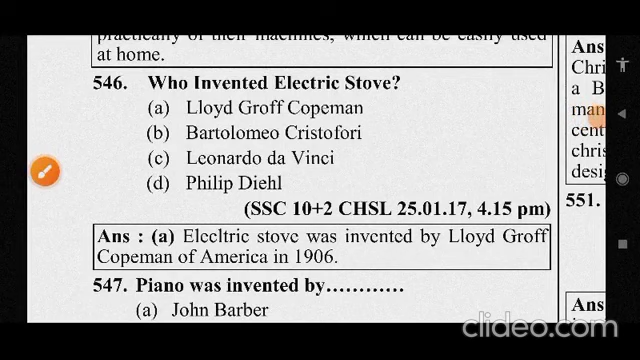 practically of their machines, which can be easily used
at home.
546. Who Invented Electric Stove?
(a) Lloyd Groff Copeman
(b) Bartolomeo Cristofori
(c) Leonardo da Vinci
(d) Philip Diehl
(SSC 10+2 CHSL 25.01.17, 4.15 pm)
Ans : (a) Elecltric stove was invented by Lloyd Groff
Copeman of America in 1906.
547. Piano was invented by............
(a) John Barber
Ans
Chri
a B
man
cent
chris
desi
551.
Ans
clideo.com